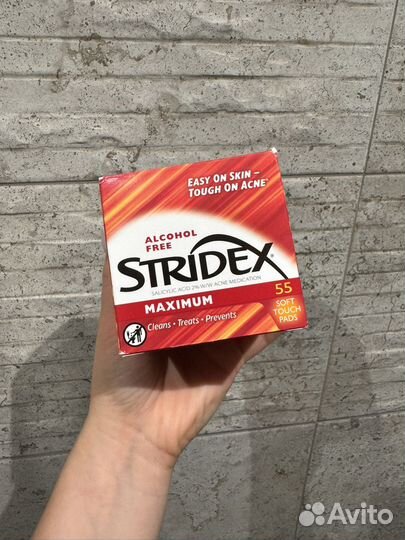 EASY ON SKIN –
TOUGH ON ACNE®
ALCOHOL
FREE
STRIDEX®
SALICYLIC ACID 2% W/W ACNE MEDICATION
MAXIMUM
Cleans • Treats • Prevents
55
SOFT
TOUCH
PADS
Avito